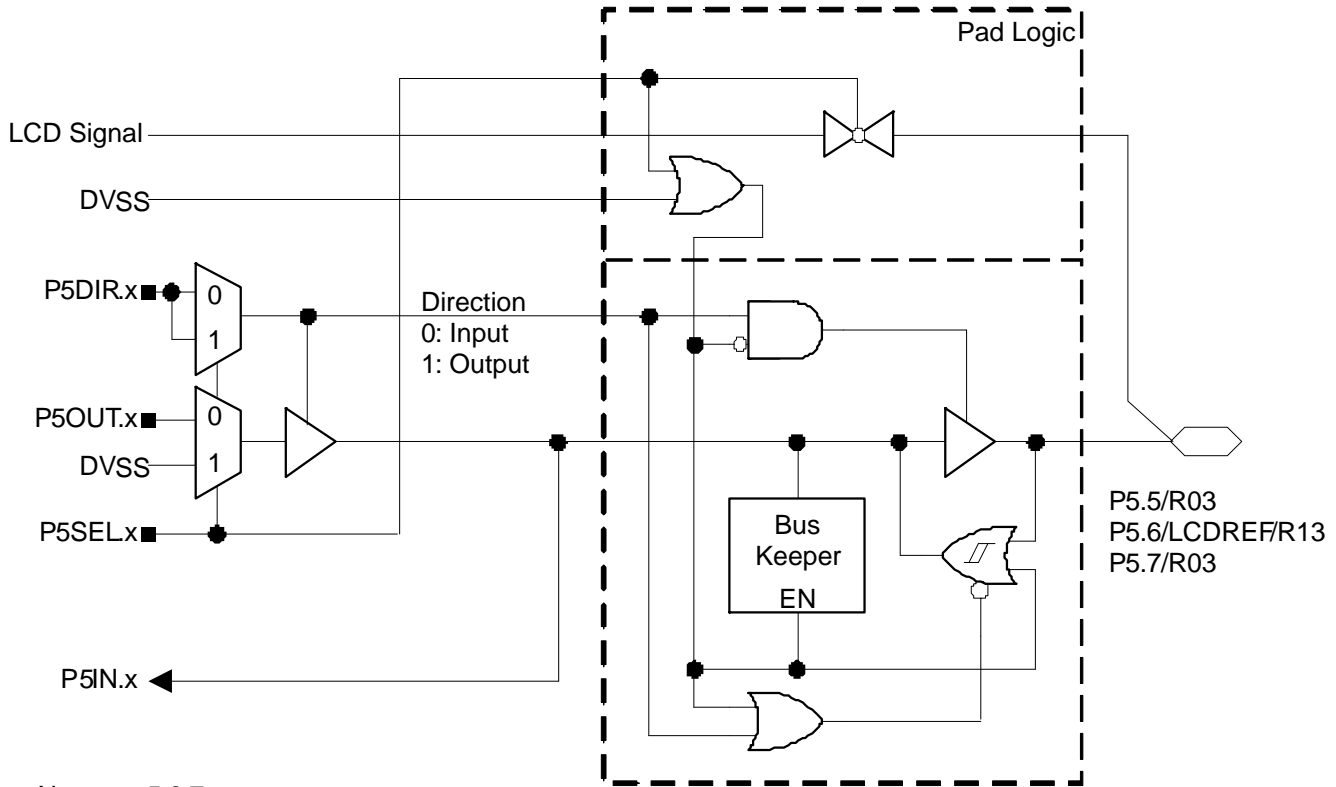 Pad Logic
LCD Signal
DVSS
P5DIR.x
0
1
Direction
0: Input
1: Output
P5OUT.x
0
DVSS
1
P5SEL.x
Bus
Keeper
EN
P5.5/R03
P5.6/LCDREF/R13
P5.7/R03
P5IN.x